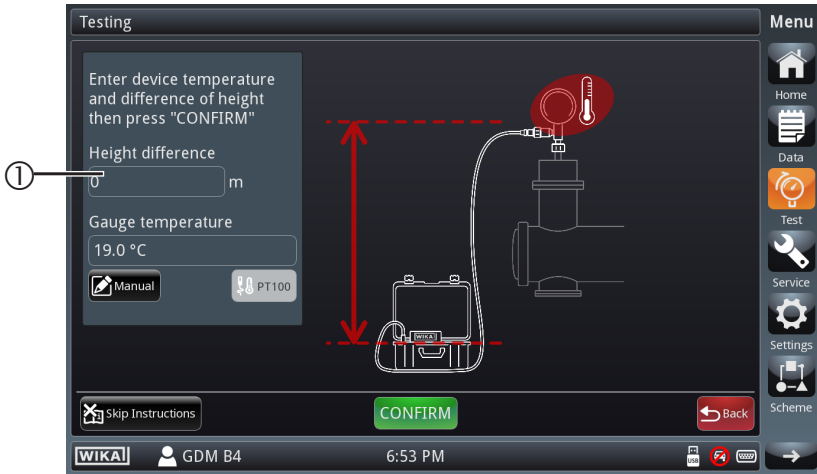 Testing
Menu
Enter device temperature
and difference of height
then press "CONFIRM"
Height difference
①
0
m
Gauge temperature
19.0 °C
Manual
PT100
WIKA
Home
Data
Test
Service
Settings
Scheme
Skip Instructions
CONFIRM
Back
WIKA
GDM B4
6:53 PM
USB